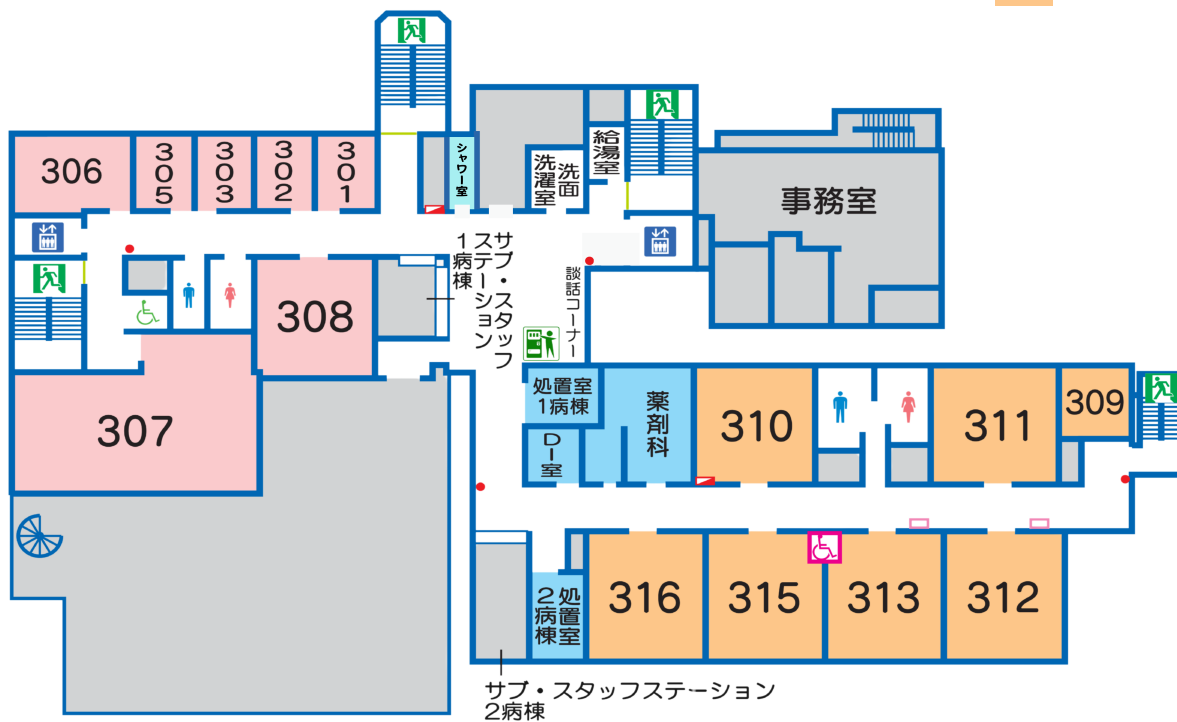 306
305
303
302
301
シャワー室
洗面
洗濯室
給湯室
事務室
サブ・スタッフ
ステーション
1病棟
談話コーナー
308
307
処置室
1病棟
DI室
薬剤科
310
311
309
316
315
313
312
処置室
2病棟
サブ・スタッフステーション
2病棟